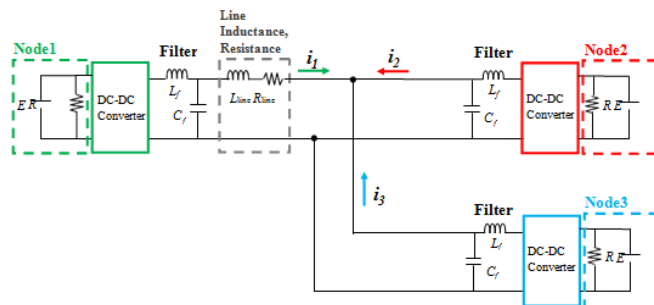 Line
Inductance,
Resistance
Node1
Filter
i1
i2
Filter
Node2
E R
DC-DC
Converter
Lf
Cf
Lline Rline
Lf
Cf
DC-DC
Converter
R E
i3
Filter
Node3
Lf
Cf
DC-DC
Converter
R E